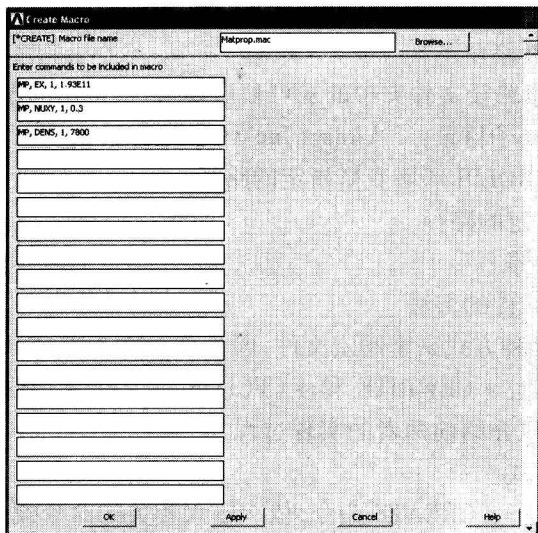 Create Macro
[*CREATE] Macro file name Matprop.mac Browse...
Enter commands to be included in macro
MP, EX, 1, 1.93E11
MP, NUXY, 1, 0.3
MP, DENS, 1, 7800
OK Apply Cancel Help